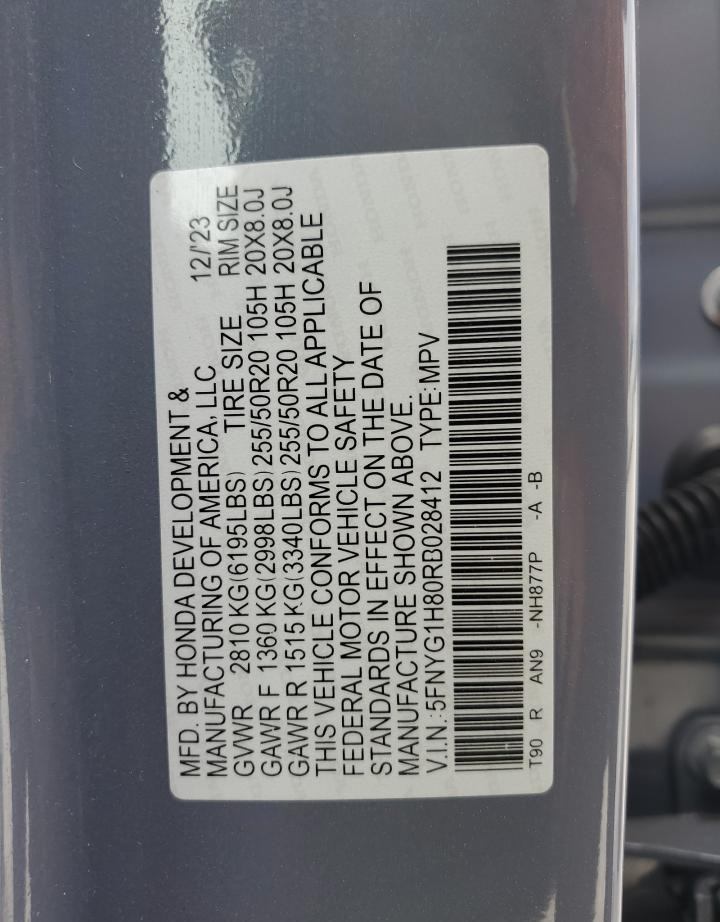 MFD. BY HONDA DEVELOPMENT &
MANUFACTURING OF AMERICA, LLC 12/'23
GVWR 2810 KG(6195LBS) TIRE SIZE RIM SIZE
GAWR F 1360 KG(2998LBS) 255/50R20 105H 20X8.0J
GAWR R 1515 KG(3340LBS) 255/50R20 105H 20X8.0J
THIS VEHICLE CONFORMS TO ALL APPLICABLE
FEDERAL MOTOR VEHICLE SAFETY
STANDARDS IN EFFECT ON THE DATE OF
MANUFACTURE SHOWN ABOVE.
V.I.N.:5FNYG1H80RB028412 TYPE:MPV
T90 R AN9 -NH877P -A -B